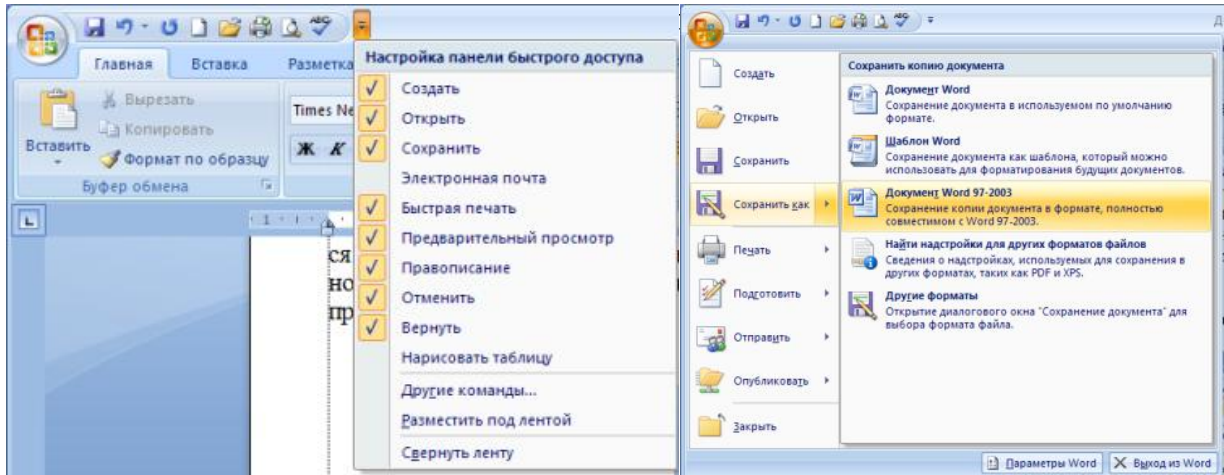 Главная Вставка Разметка
Вырезать
Копировать
Вставить
Формат по образцу
Буфер обмена
Times Ne
Ж К
1
ся
но
пр
Настройка панели быстрого доступа
Создать
Открыть
Сохранить
Электронная почта
Быстрая печать
Предварительный просмотр
Правописание
Отменить
Вернуть
Нарисовать таблицу
Другие команды...
Разместить под лентой
Свернуть ленту
Д
Создать
Открыть
Сохранить
Сохранить как
Печать
Подготовить
Отправить
Опубликовать
Закрыть
Сохранить копию документа
Документ Word
Сохранение документа в используемом по умолчанию
формате.
Шаблон Word
Сохранение документа как шаблона, который можно
использовать для форматирования будущих документов.
Документ Word 97-2003
Сохранение копии документа в формате, полностью
совместимом с Word 97-2003.
Найти надстройки для других форматов файлов
Сведения о надстройках, используемых для сохранения в
других форматах, таких как PDF и XPS.
Другие форматы
Открытие диалогового окна "Сохранение документа" для
выбора формата файла.
Параметры Word
Выход из Word